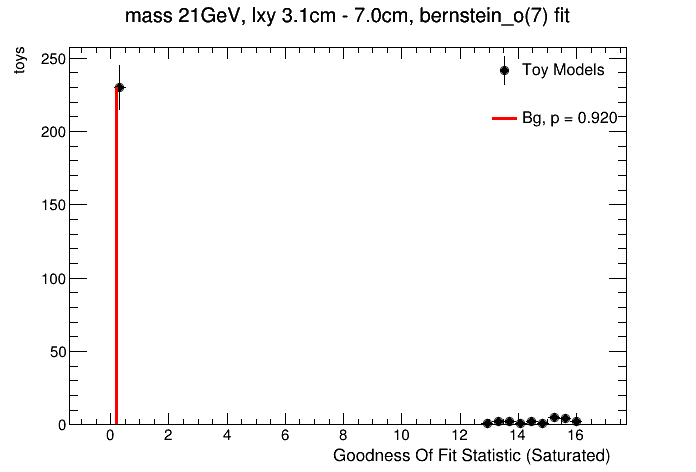 mass 21GeV, lxy 3.1cm - 7.0cm, bernstein_o(7) fit
toys
250
200
150
100
50
0
Toy Models
Bg, p = 0.920
0 2 4 6 8 10 12 14 16
Goodness Of Fit Statistic (Saturated)